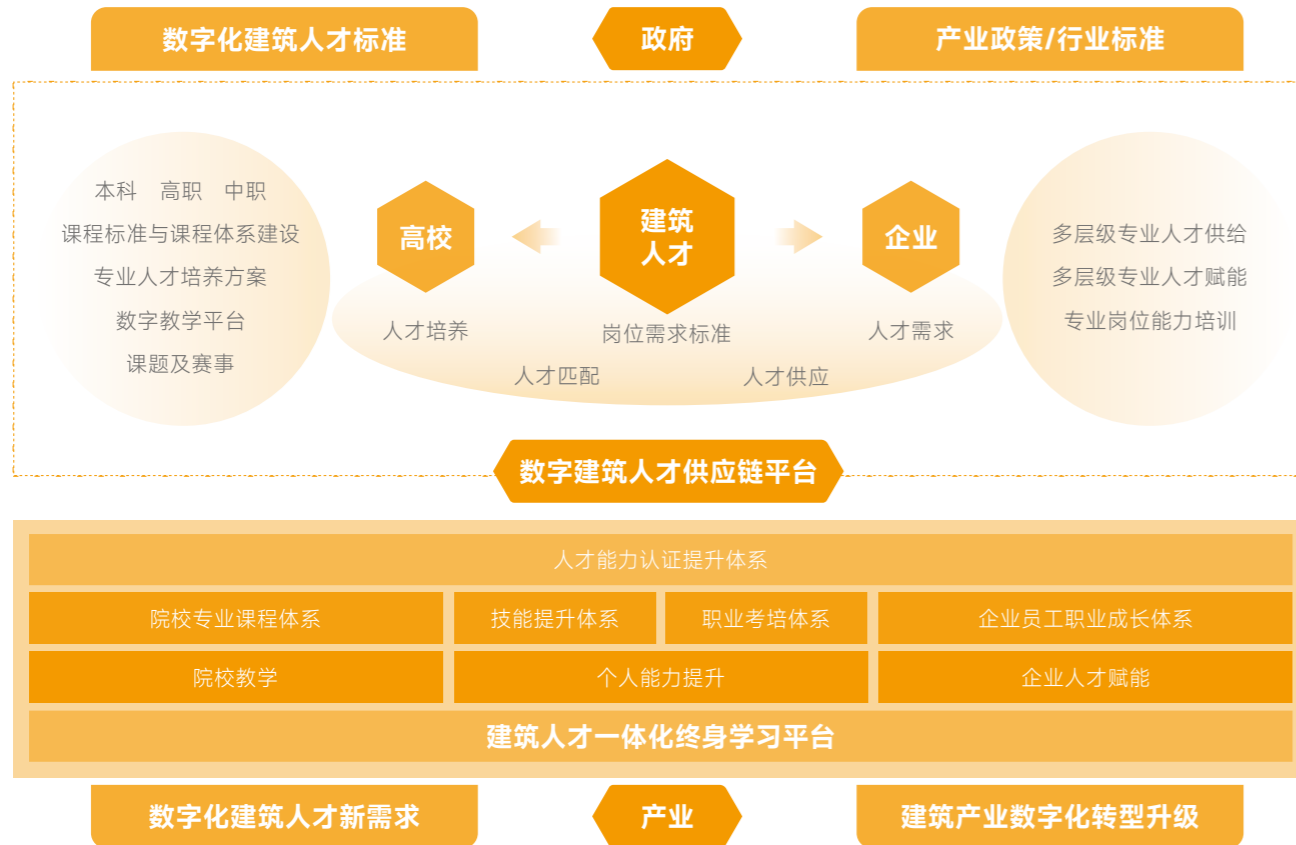 数字化建筑人才标准
政府
产业政策/行业标准
本科 高职 中职
课程标准与课程体系建设
专业人才培养方案
数字教学平台
课题及赛事
高校
建筑
人才
企业
人才培养
岗位需求标准
人才需求
人才匹配
人才供应
多层级专业人才供给
多层级专业人才赋能
专业岗位能力培训
数字建筑人才供应链平台
人才能力认证提升体系
院校专业课程体系
技能提升体系
职业考培体系
企业员工职业成长体系
院校教学
个人能力提升
企业人才赋能
建筑人才一体化终身学习平台
数字化建筑人才新需求
产业
建筑产业数字化转型升级